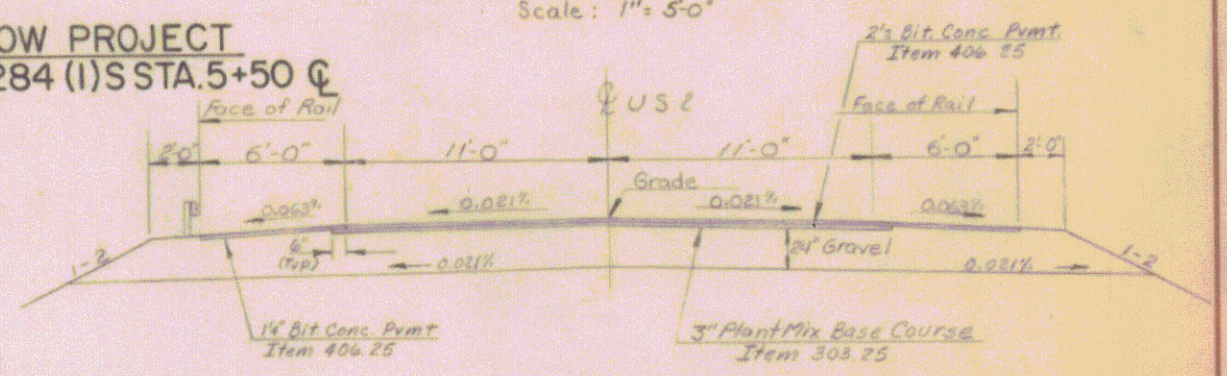 Scale: 1"= 5'-0"
OW PROJECT
284 (1)S STA.5+50 ℄
2½ Bit. Conc. Pvmt.
Item 406.25
℄ US 2
Face of Rail
Face of Rail
2'-0"
6'-0"
11'-0"
11'-0"
6'-0"
2'-0"
Grade
0.063%
0.021%
0.021%
0.063%
6"
(Typ)
24" Gravel
1-2
0.021%
0.021%
1-2
1¼" Bit. Conc. Pvmt.
Item 406.25
3" Plant Mix Base Course
Item 303.25